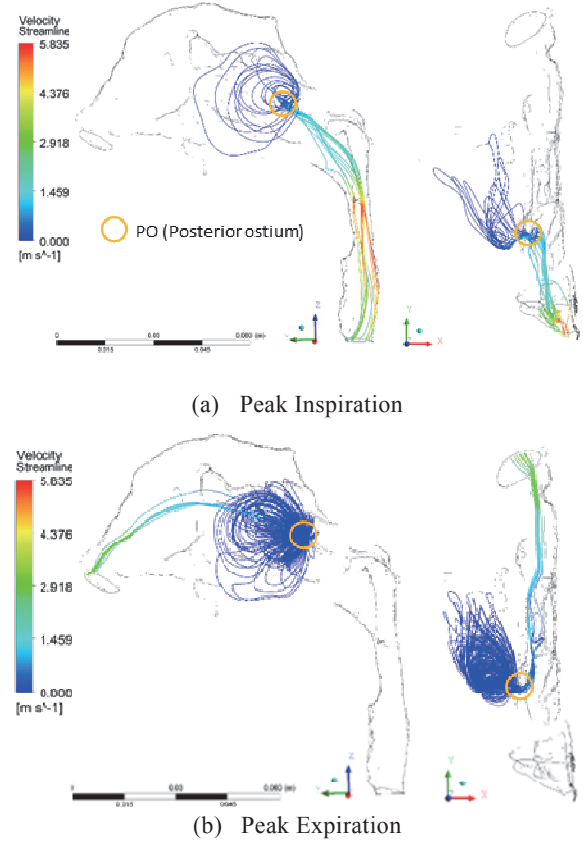 Velocity
Streamline
5.835
4.376
2.918
1.459
0.000
[m s^-1]
PO (Posterior ostium)
0 0.03 0.060 (m)
0.015 0.045
Z
Y
X
(a) Peak Inspiration
Velocity
Streamline
5.835
4.376
2.918
1.459
0.000
[m s^-1]
0 0.03 0.060 (m)
0.015 0.045
Z
Y
X
(b) Peak Expiration